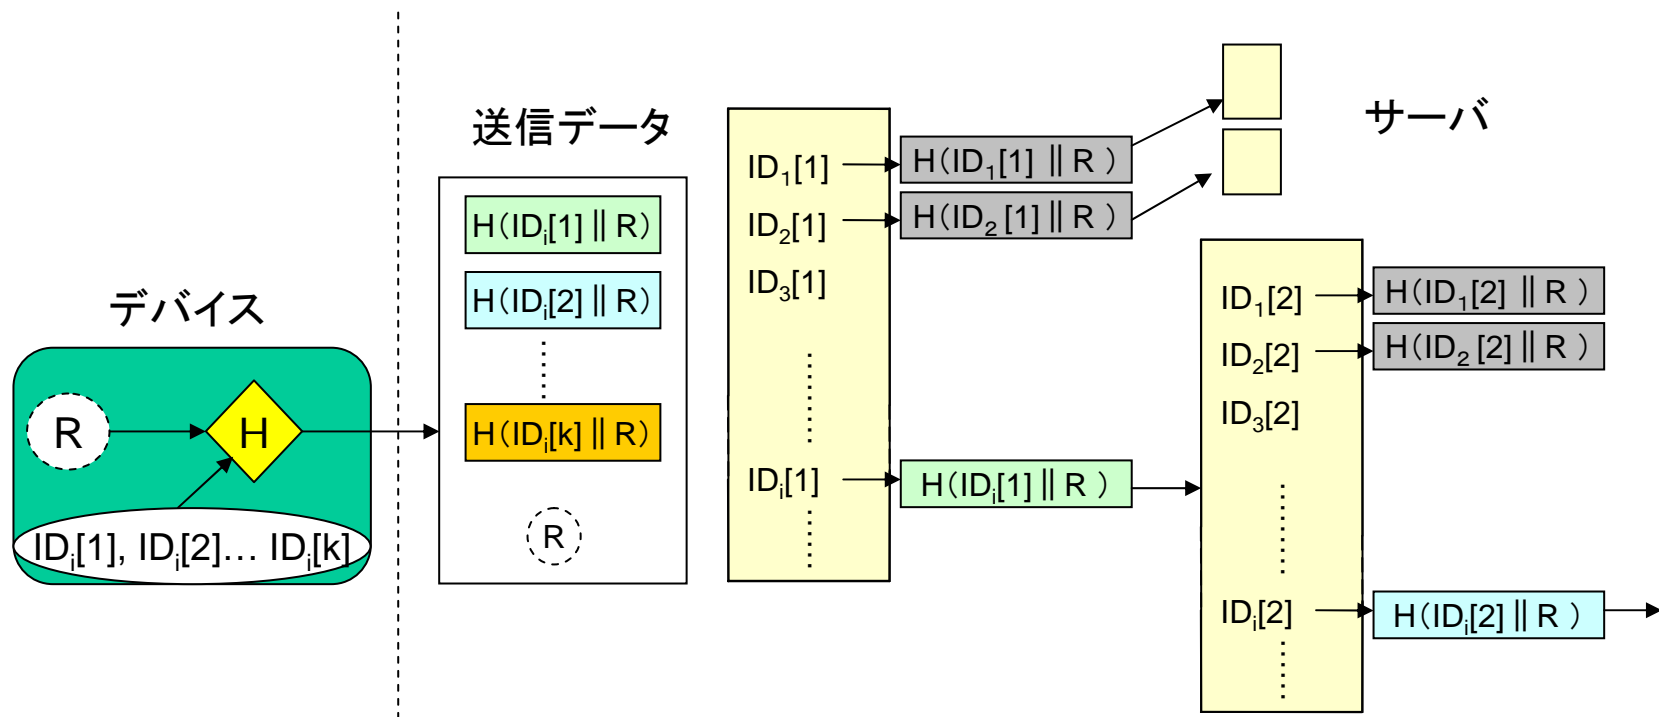 デバイス
R
H
IDi[1], IDi[2]… IDi[k]
送信データ
H(IDi[1] ∥ R)
H(IDi[2] ∥ R)
H(IDi[k] ∥ R)
R
サーバ
ID1[1]
H(ID1[1] ∥ R )
ID2[1]
H(ID2 [1] ∥ R )
ID3[1]
IDi[1]
H(IDi[1] ∥ R )
ID1[2]
H(ID1[2] ∥ R )
ID2[2]
H(ID2 [2] ∥ R )
ID3[2]
IDi[2]
H(IDi[2] ∥ R )